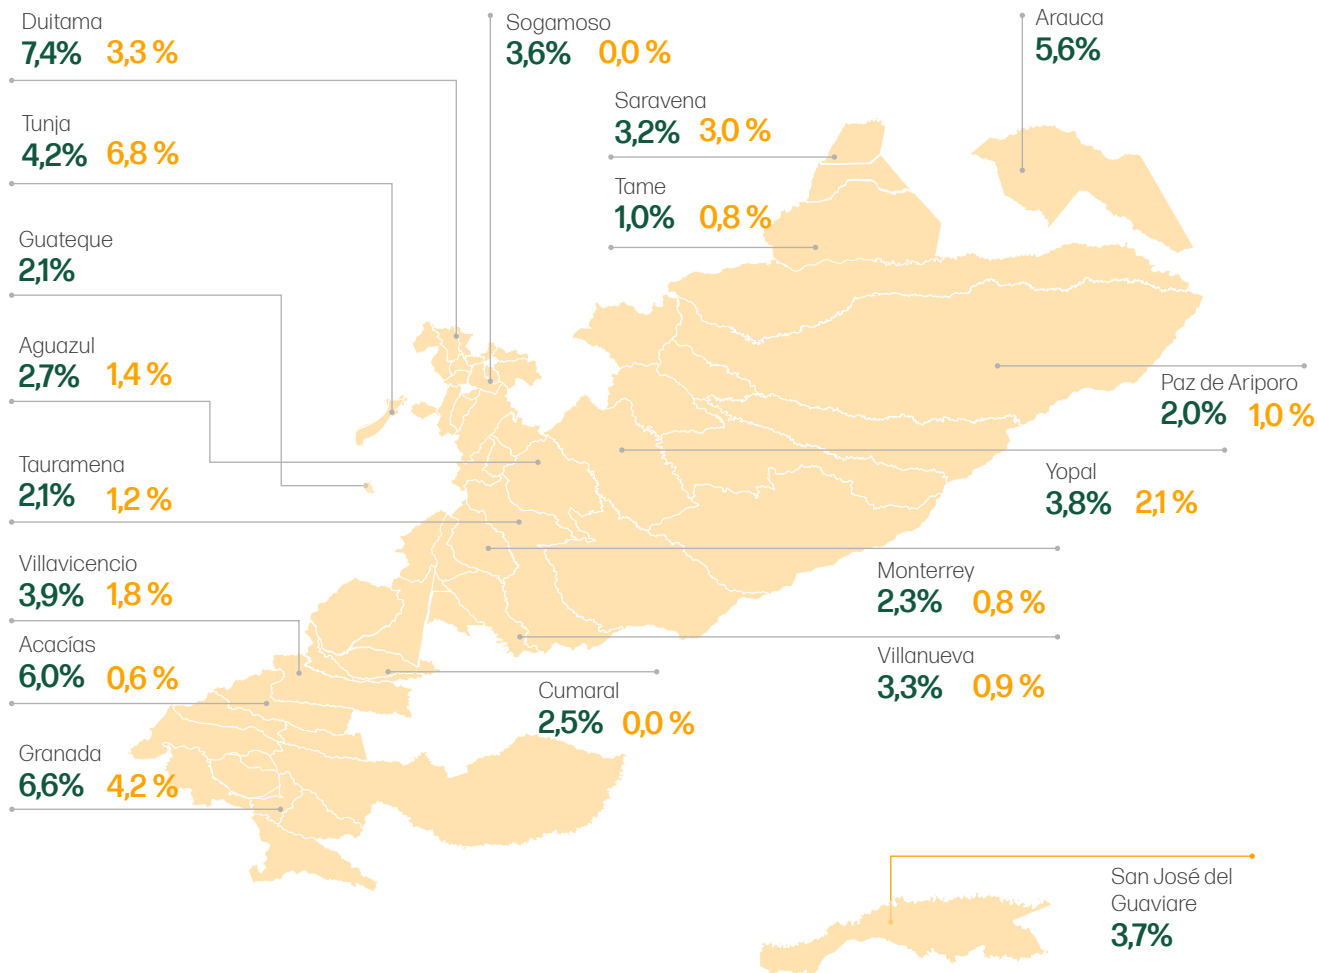 Duitama
7,4% 3,3 %
Sogamoso
3,6% 0,0 %
Arauca
5,6%
Saravena
3,2% 3,0 %
Tunja
4,2% 6,8 %
Tame
1,0% 0,8 %
Guateque
2,1%
Aguazul
2,7% 1,4 %
Paz de Ariporo
2,0% 1,0 %
Tauramena
2,1% 1,2 %
Yopal
3,8% 2,1 %
Villavicencio
3,9% 1,8 %
Monterrey
2,3% 0,8 %
Acacías
6,0% 0,6 %
Villanueva
3,3% 0,9 %
Cumaral
2,5% 0,0 %
Granada
6,6% 4,2 %
San José del
Guaviare
3,7%